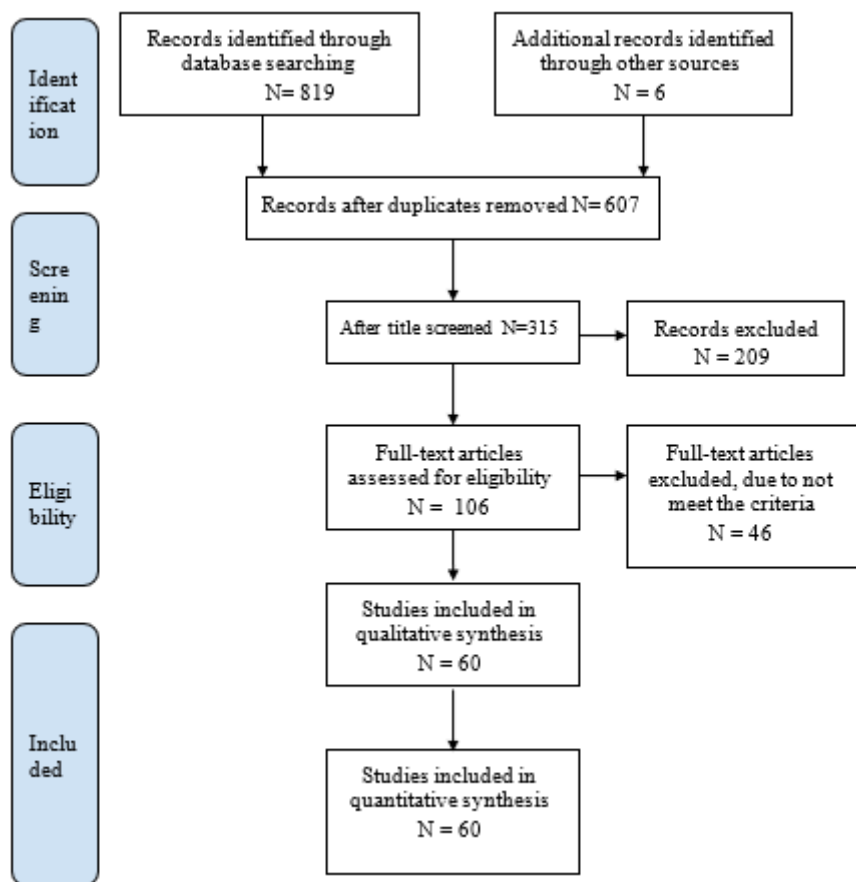 Ident
ificat
ion
Records identified through
database searching
N= 819
Additional records identified
through other sources
N = 6
Records after duplicates removed N= 607
Scre
enin
g
After title screened N=315
Records excluded
N = 209
Eligi
bility
Full-text articles
assessed for eligibility
N = 106
Full-text articles
excluded, due to not
meet the criteria
N = 46
Studies included in
qualitative synthesis
N = 60
Inclu
ded
Studies included in
quantitative synthesis
N = 60